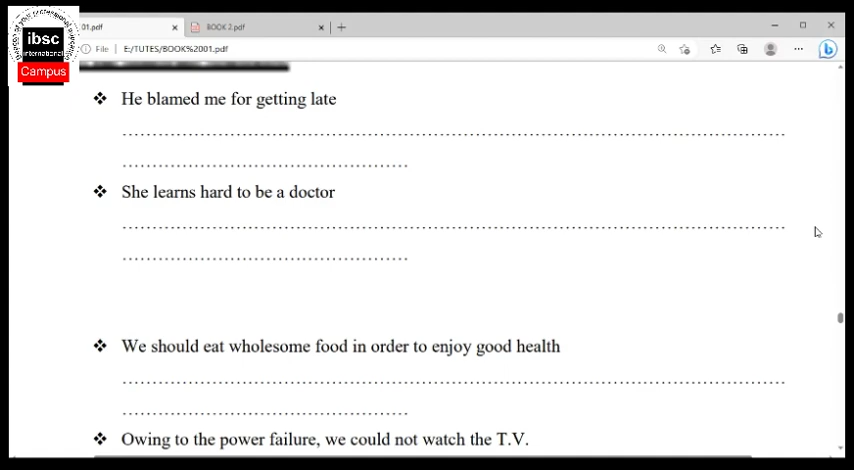 ibsc
international
Campus
01.pdf
BOOK 2.pdf
File
E:/TUTES/BOOK%2001.pdf
He blamed me for getting late
She learns hard to be a doctor
We should eat wholesome food in order to enjoy good health
Owing to the power failure, we could not watch the T.V.